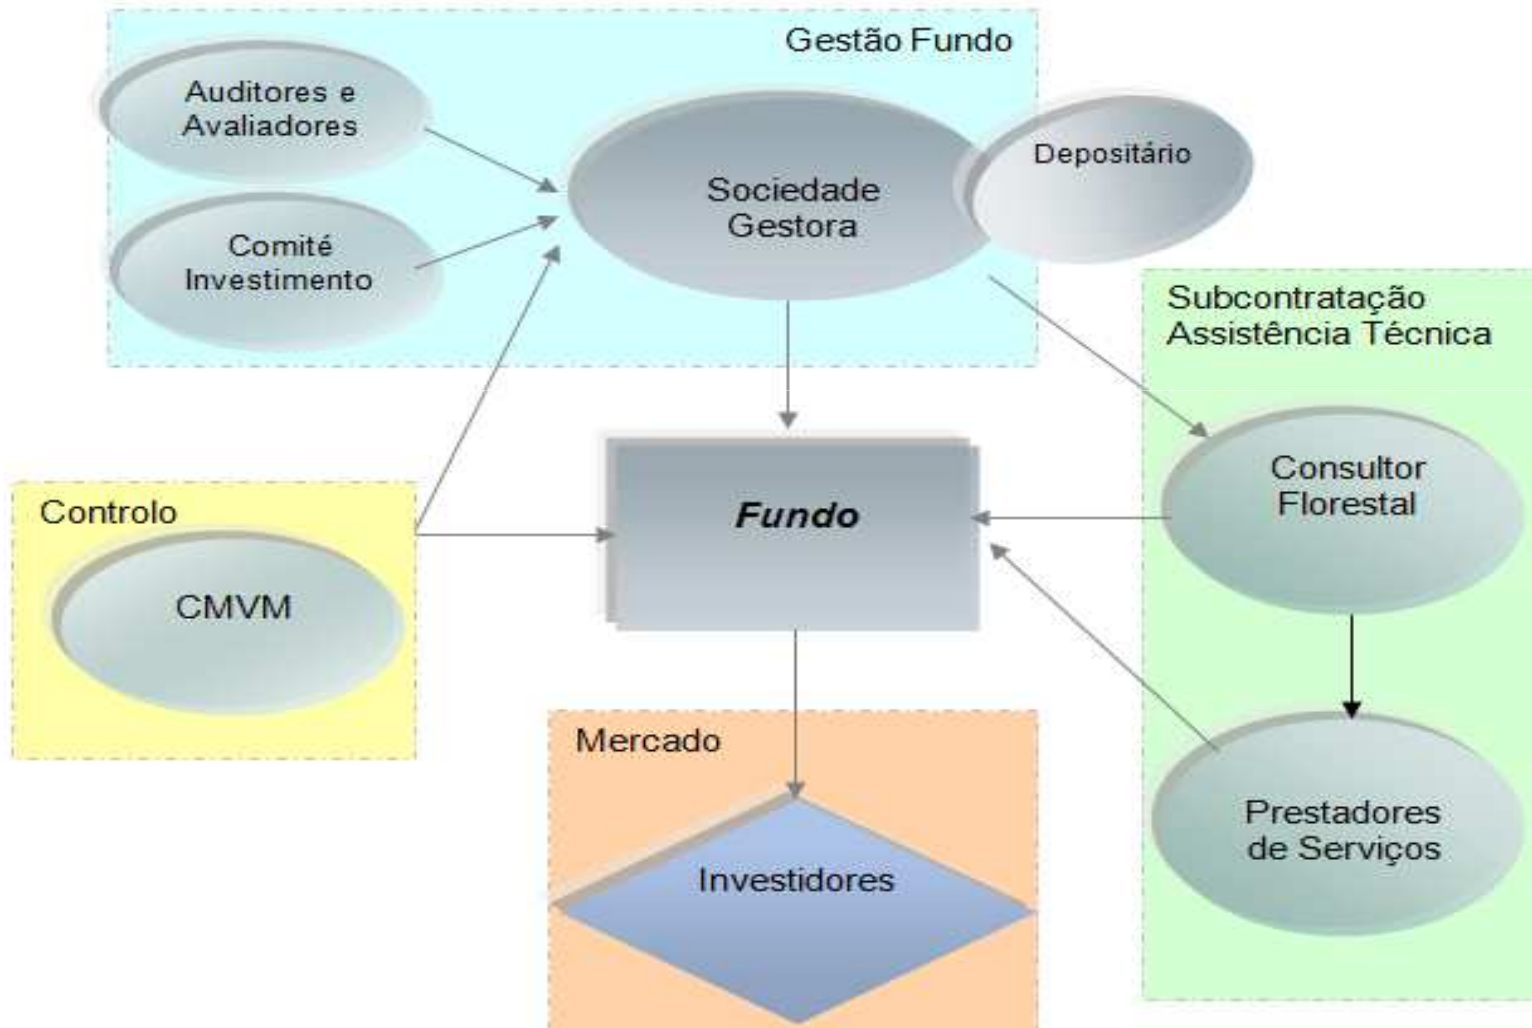 Gestão Fundo
Auditores e
Avaliadores
Sociedade
Gestora
Depositário
Comité
Investimento
Subcontratação
Assistência Técnica
Consultor
Florestal
Fundo
Controlo
CMVM
Mercado
Investidores
Prestadores
de Serviços